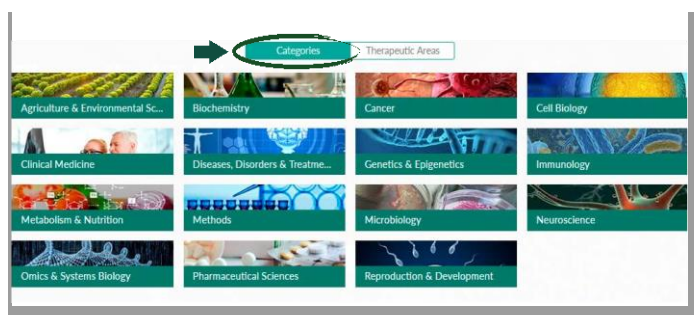 Categories Therapeutic Areas
Agriculture & Environmental Sc... Biochemistry Cancer Cell Biology
Clinical Medicine Diseases, Disorders & Treatme... Genetics & Epigenetics Immunology
Metabolism & Nutrition Methods Microbiology Neuroscience
Omics & Systems Biology Pharmaceutical Sciences Reproduction & Development